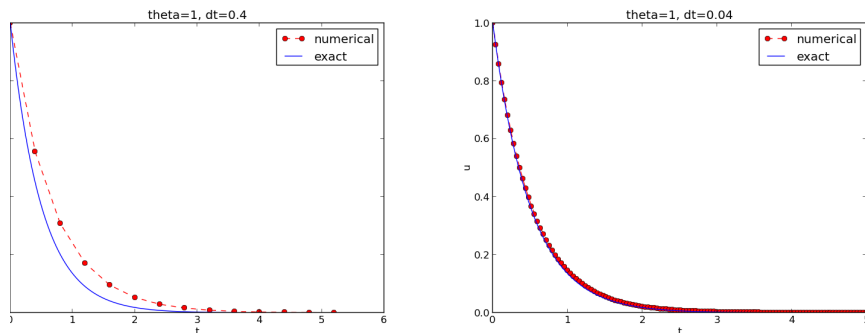 theta=1, dt=0.4
numerical
exact
0 1 2 3 4 5 6
t
theta=1, dt=0.04
numerical
exact
1.0
0.8
0.6
0.4
0.2
0.0
u
0 1 2 3 4
t